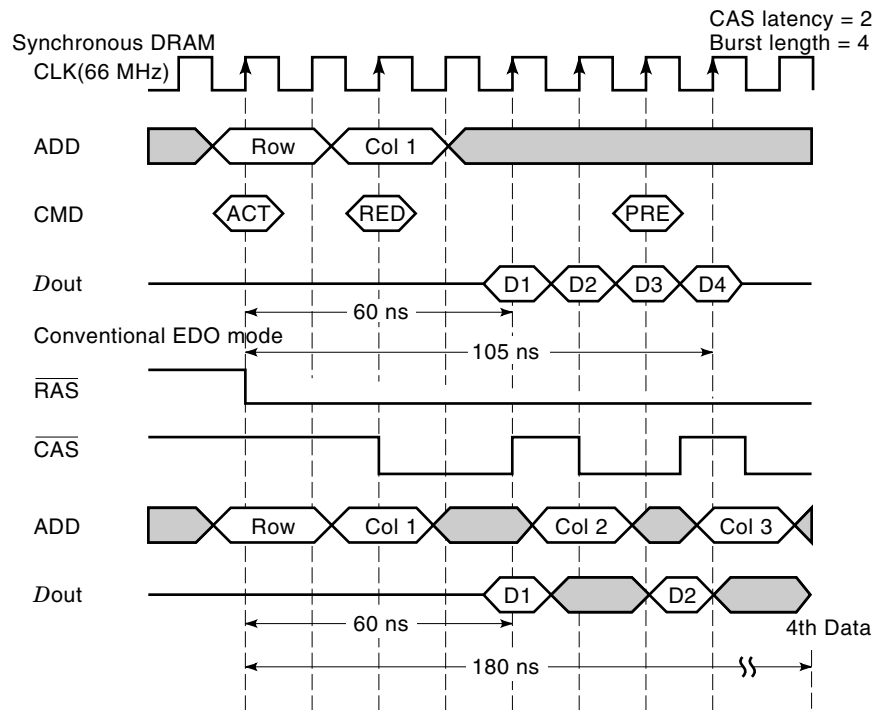 CAS latency = 2
Synchronous DRAM
Burst length = 4
CLK(66 MHz)
ADD
Row
Col 1
CMD
ACT
RED
PRE
Dout
D1
D2
D3
D4
60 ns
Conventional EDO mode
105 ns
RAS
CAS
ADD
Row
Col 1
Col 2
Col 3
Dout
D1
D2
60 ns
4th Data
180 ns